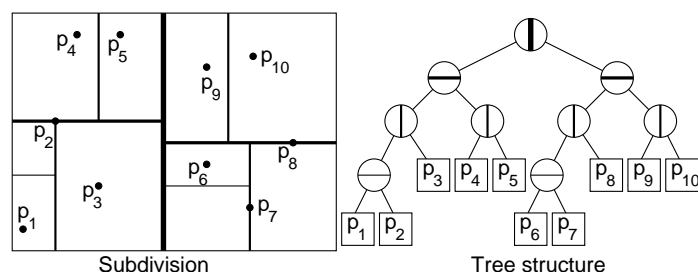 p4 p5 p9 p10
p2 p8
p6
p3
p1 p7
Subdivision
p3 p4 p5 p8 p9 p10
p1 p2 p6 p7
Tree structure